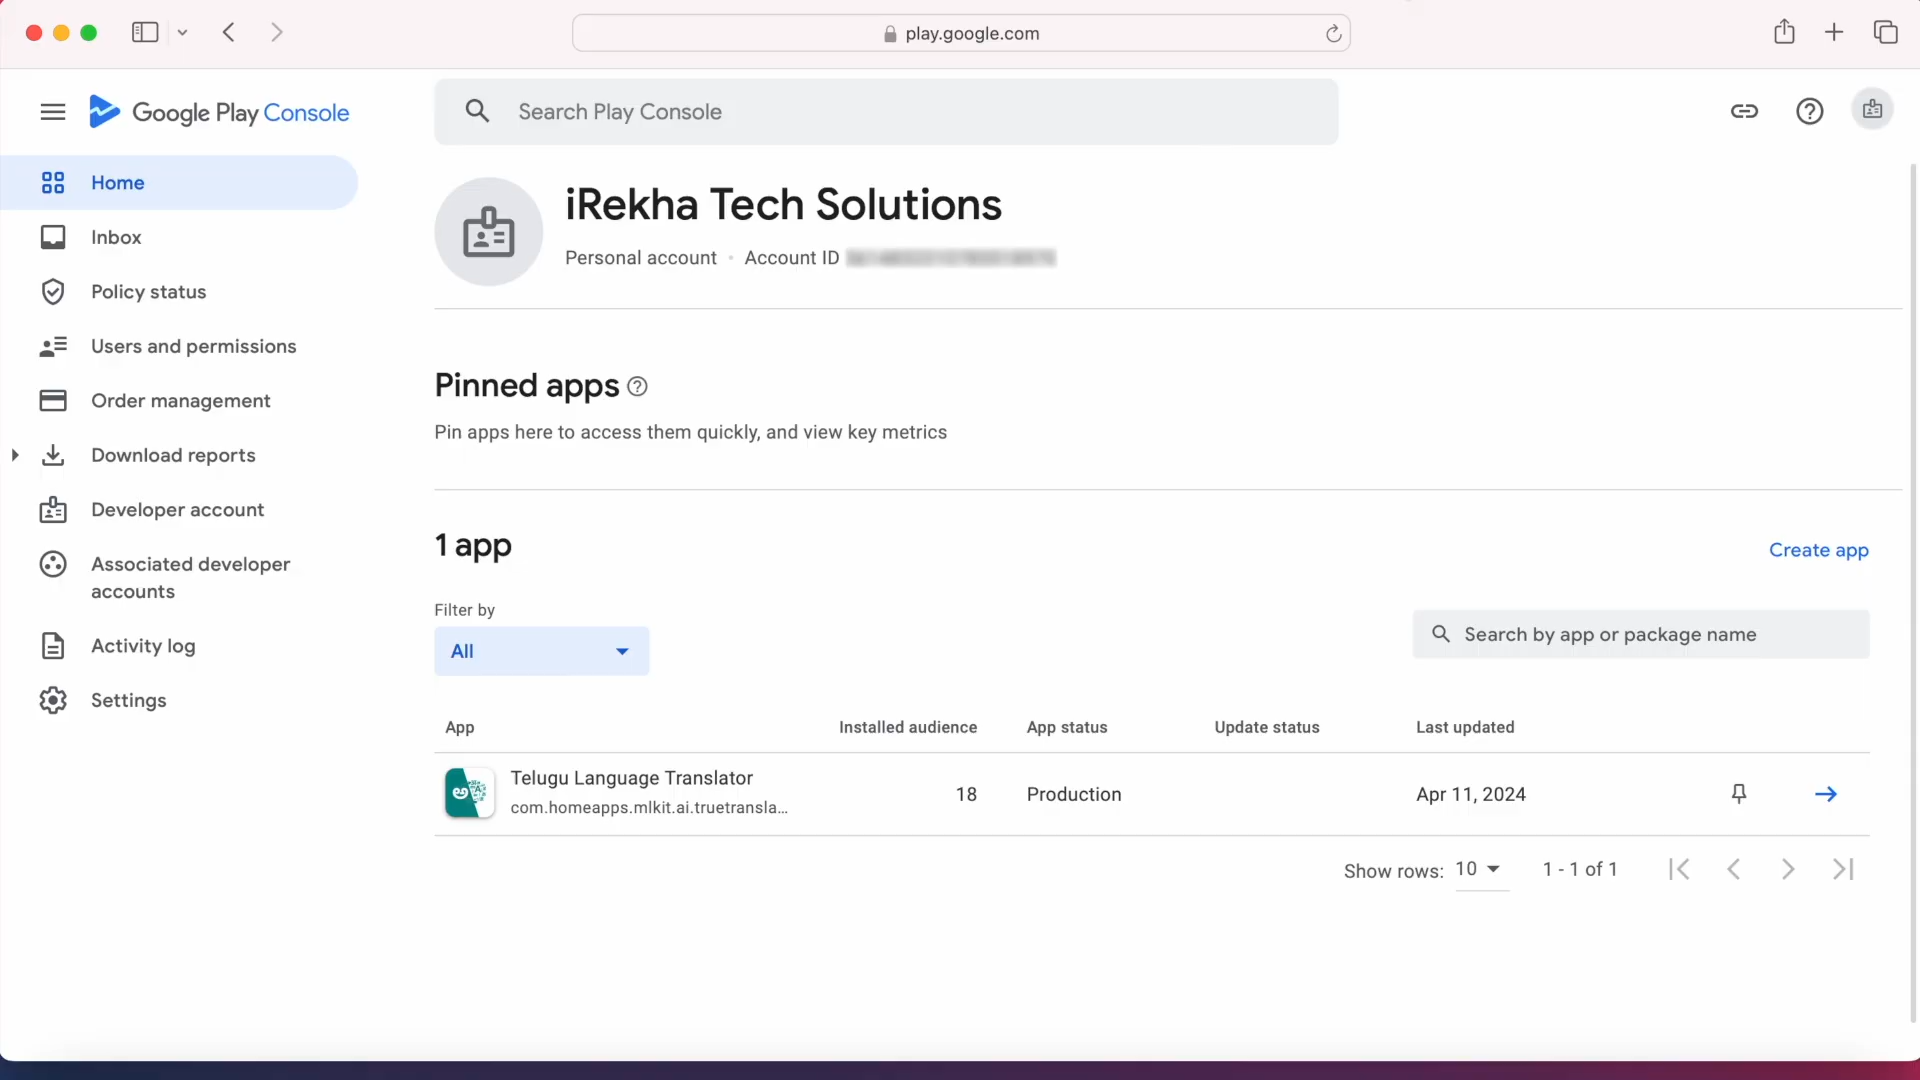 play.google.com
Google Play Console
Search Play Console
Home
Inbox
Policy status
Users and permissions
Order management
Download reports
Developer account
Associated developer
accounts
Activity log
Settings
iRekha Tech Solutions
Personal account • Account ID
Pinned apps
Pin apps here to access them quickly, and view key metrics
1 app
Create app
Filter by
All
Search by app or package name
App Installed audience App status Update status Last updated
Telugu Language Translator
com.homeapps.mlkit.ai.truetransla...
18 Production Apr 11, 2024
Show rows: 10 1 - 1 of 1